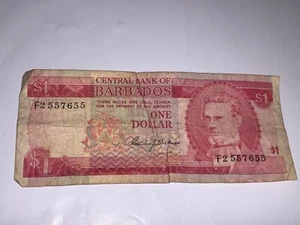 $1
CENTRAL BANK OF
BARBADOS
THESE NOTES ARE LEGAL TENDER
FOR THE PAYMENT OF ANY AMOUNT
$1
F2557655
ONE
DOLLAR
F2557655
$1
$1